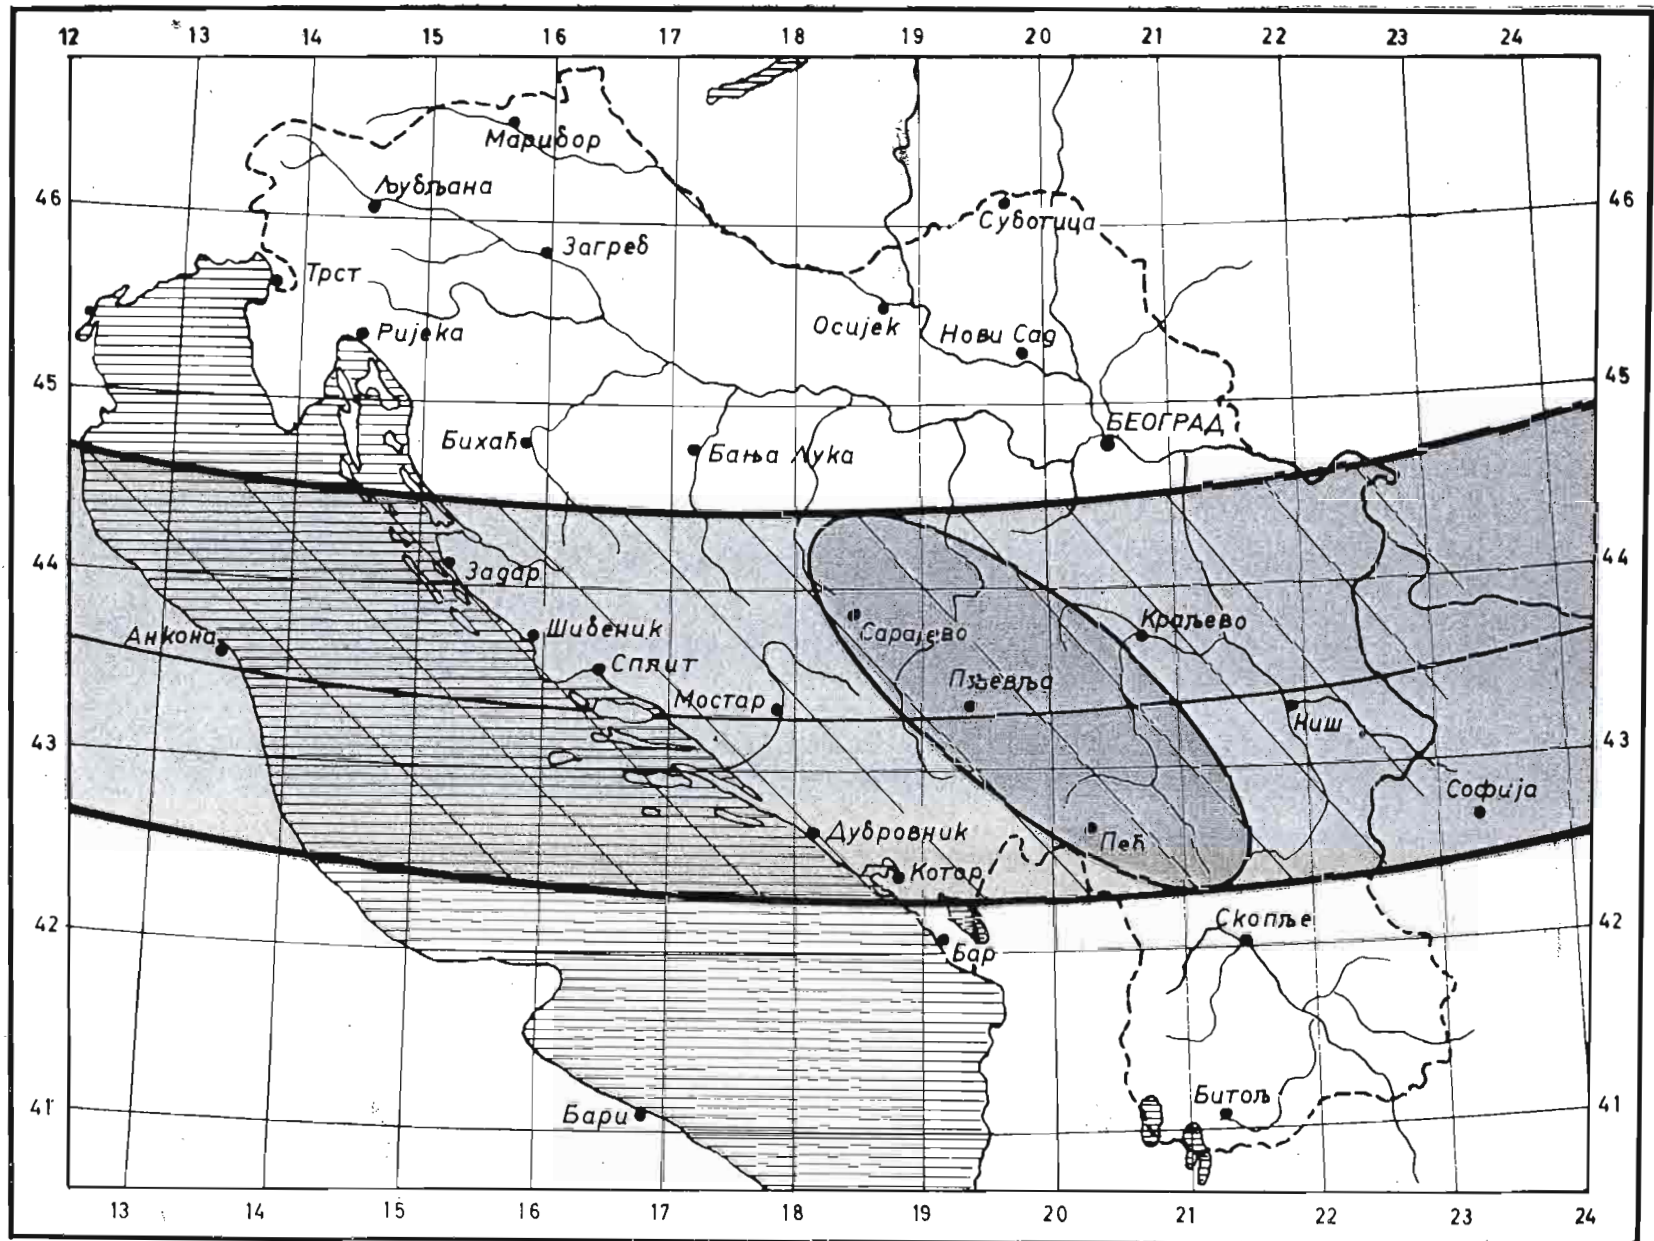 12 13 14 15 16 17 18 19 20 21 22 23 24
Марибор
Љубљана
46 46
Суботица
Загреб
Трст
Ријека
Осијек
Нови Сад
45 45
БЕОГРАД
Бихаћ
Бања Лука
44 44
Задар
Анкона
Шибеник
Сарајево
Краљево
Сплит
Пљевља
Мостар
Ниш
43 43
Софија
Дубровник
Пећ
Котор
42 42
Скопље
Бар
41 41
Бари
Битољ
13 14 15 16 17 18 19 20 21 22 23 24